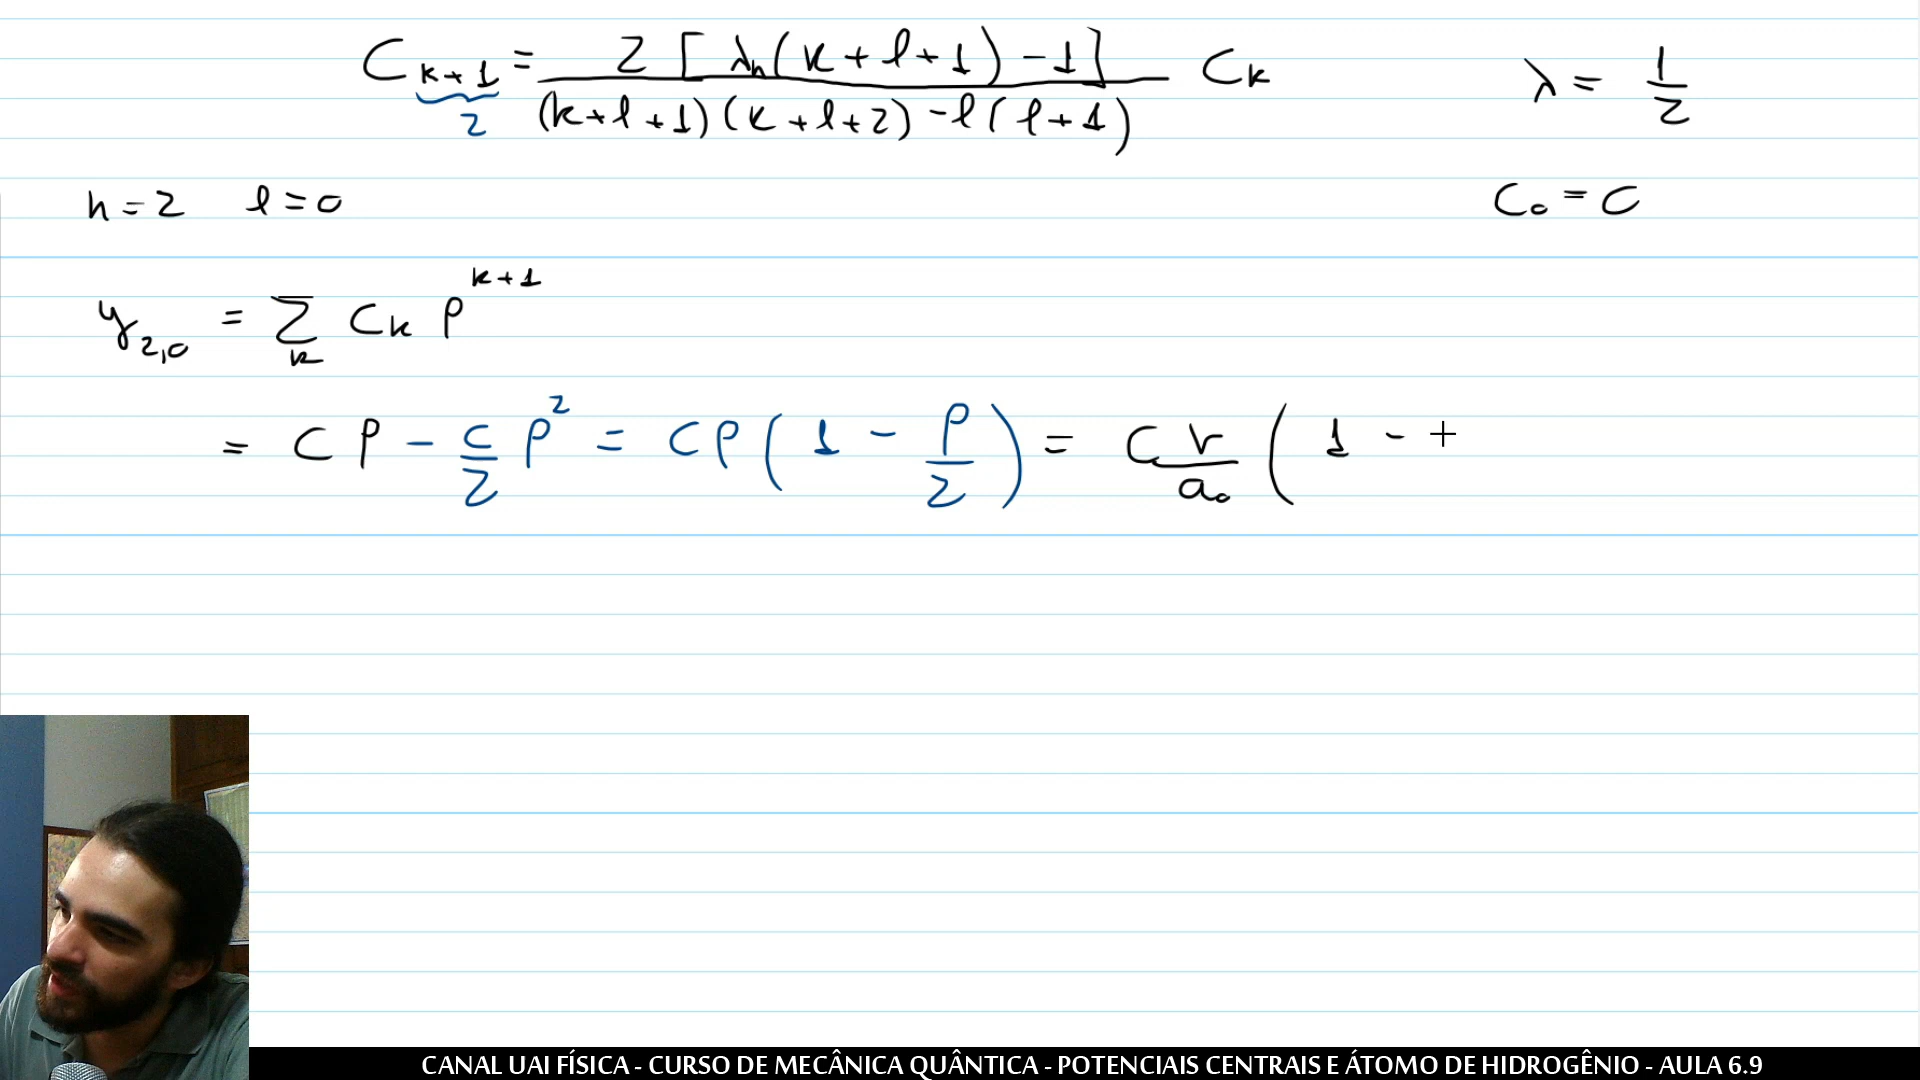 C_{k+1} = 2 [ λ_n (k + l + 1) - 1 ] / (k + l + 1)(k + l + 2) - l(l + 1) C_k
2
λ = 1/2
n = 2 l = 0
C_0 = C
y_{2,0} = Σ_k C_k ρ^{k+1}
= C ρ - C/2 ρ^2 = C ρ ( 1 - ρ/2 ) = C r/a_0 ( 1 -
CANAL UAI FÍSICA - CURSO DE MECÂNICA QUÂNTICA - POTENCIAIS CENTRAIS E ÁTOMO DE HIDROGÊNIO - AULA 6.9